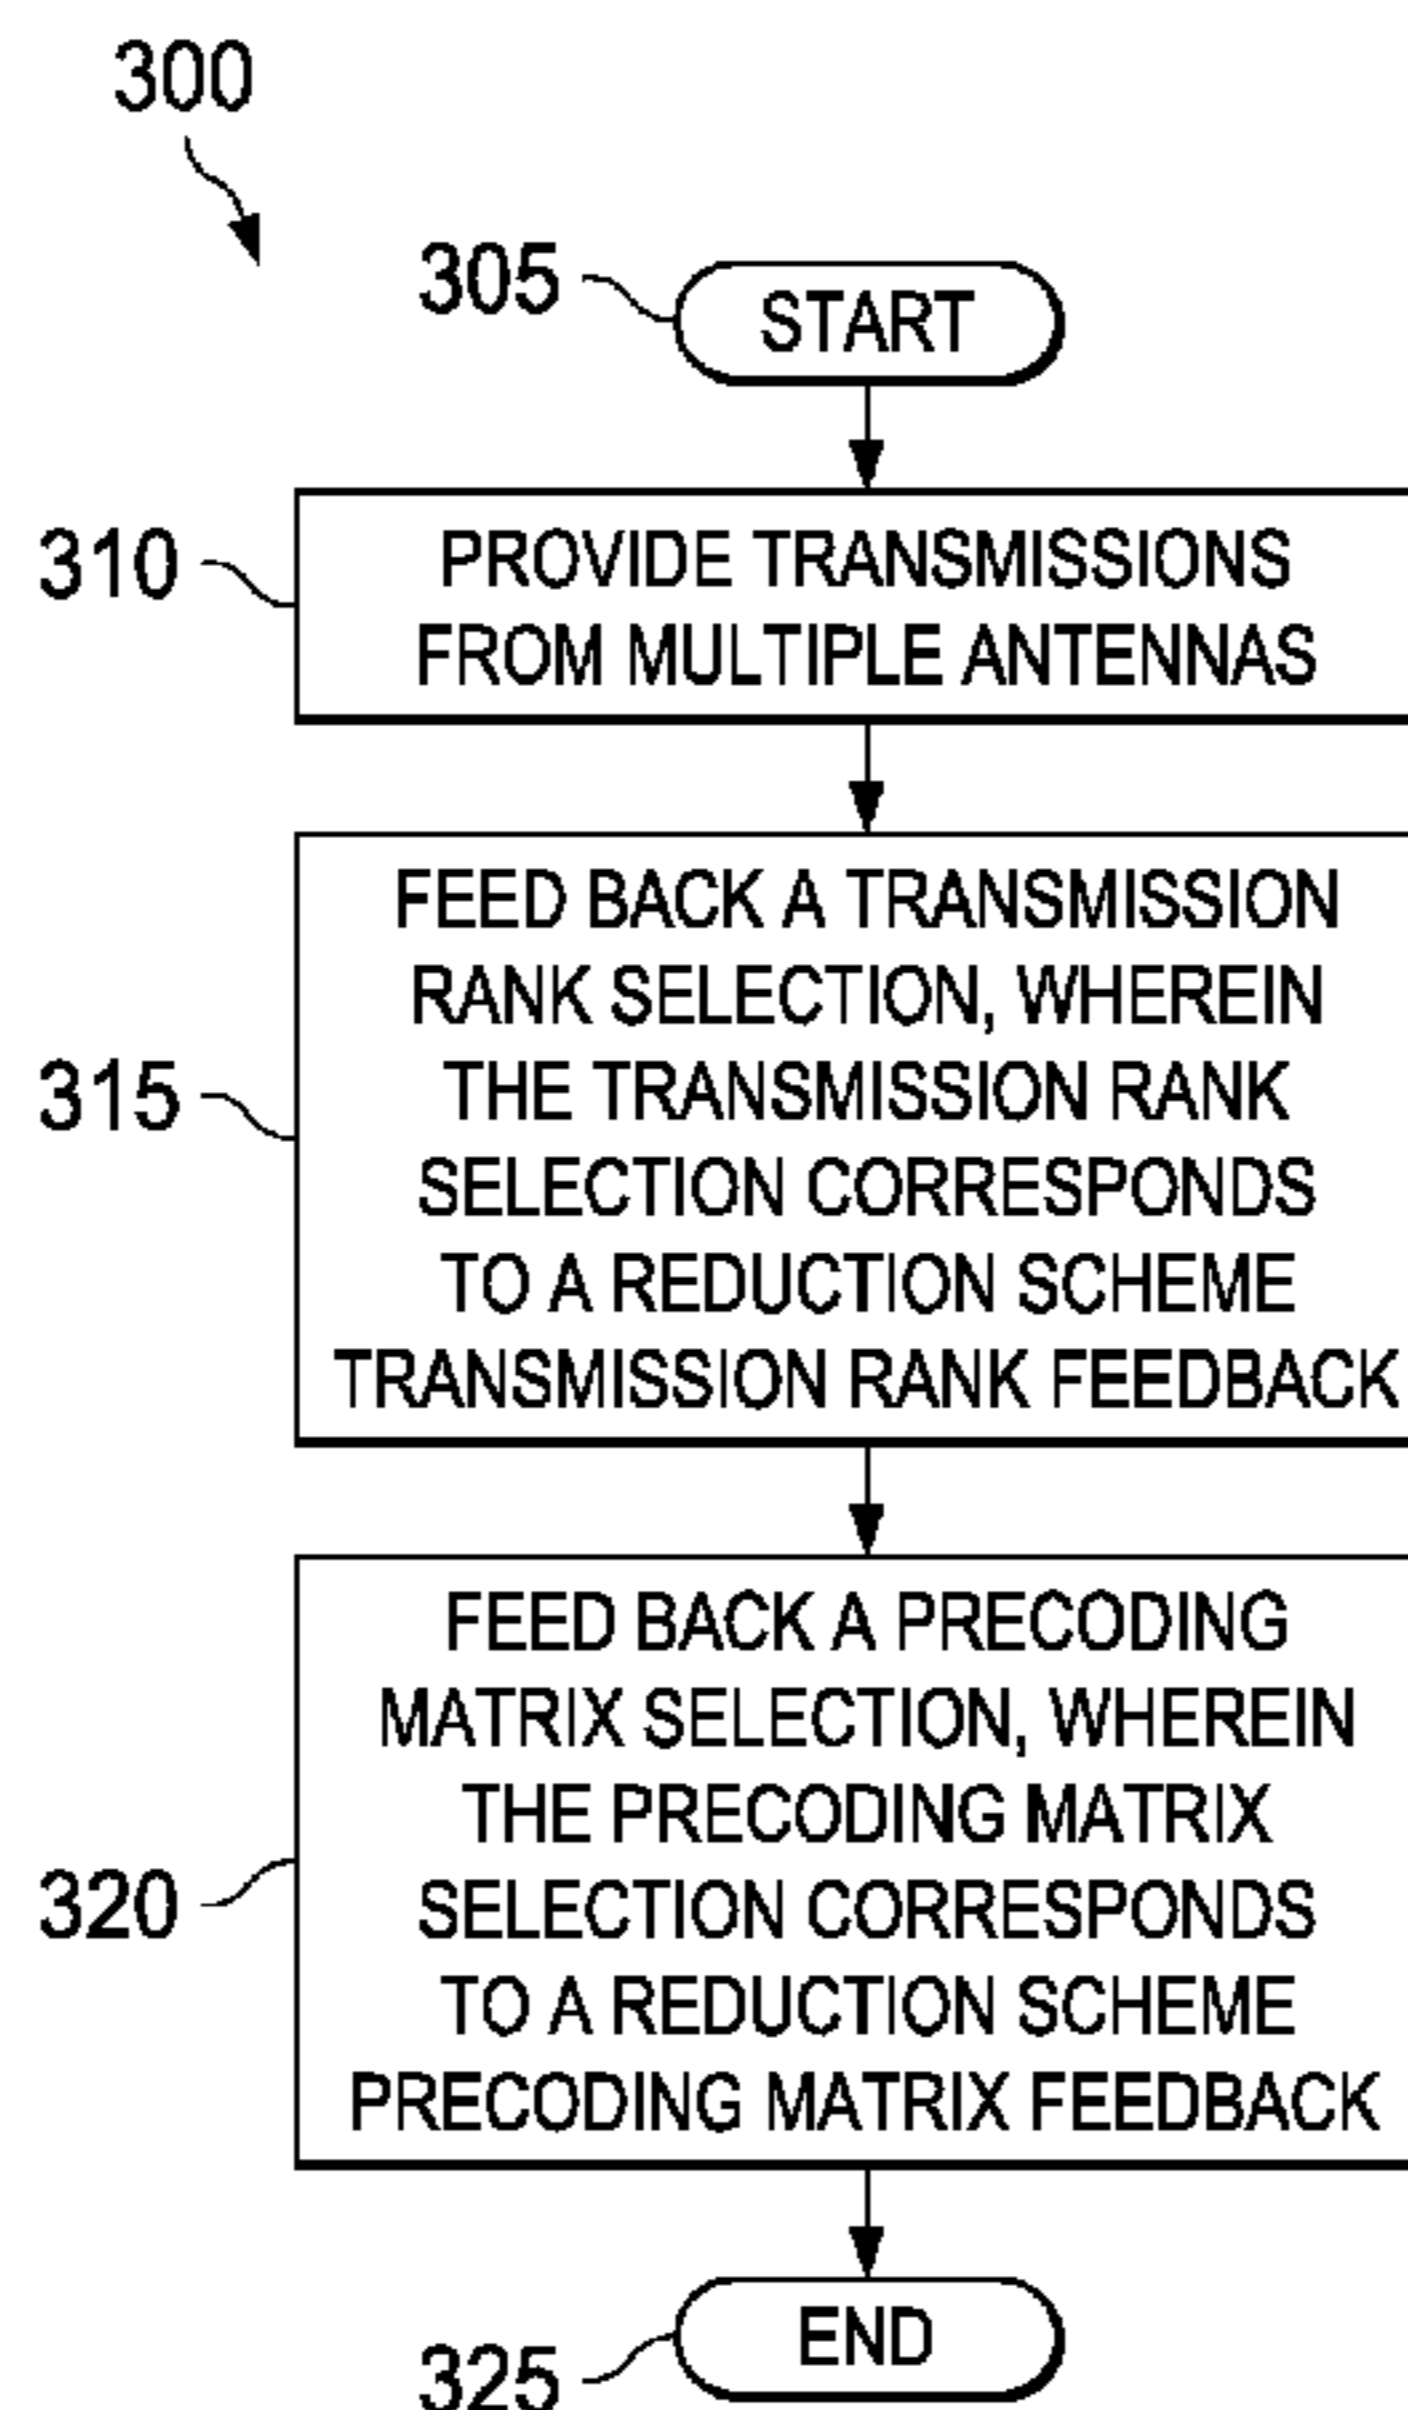 300
305
START
310
PROVIDE TRANSMISSIONS
FROM MULTIPLE ANTENNAS
315
FEED BACK A TRANSMISSION
RANK SELECTION, WHEREIN
THE TRANSMISSION RANK
SELECTION CORRESPONDS
TO A REDUCTION SCHEME
TRANSMISSION RANK FEEDBACK
320
FEED BACK A PRECODING
MATRIX SELECTION, WHEREIN
THE PRECODING MATRIX
SELECTION CORRESPONDS
TO A REDUCTION SCHEME
PRECODING MATRIX FEEDBACK
325
END